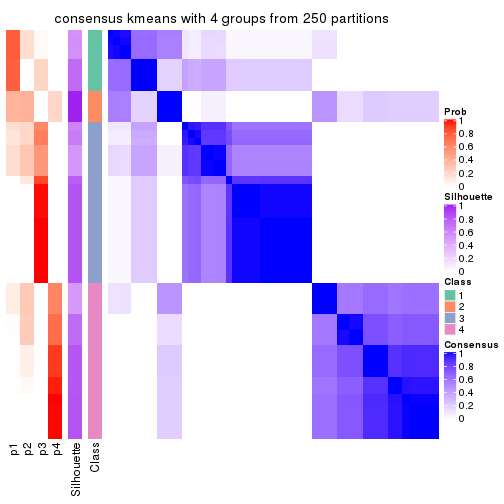 consensus kmeans with 4 groups from 250 partitions
Prob
1
0.8
0.6
0.4
0.2
0
Silhouette
1
0.8
0.6
0.4
0.2
0
Class
1
2
3
4
Consensus
1
0.8
0.6
0.4
0.2
0
p1
p2
p3
p4
Silhouette
Class